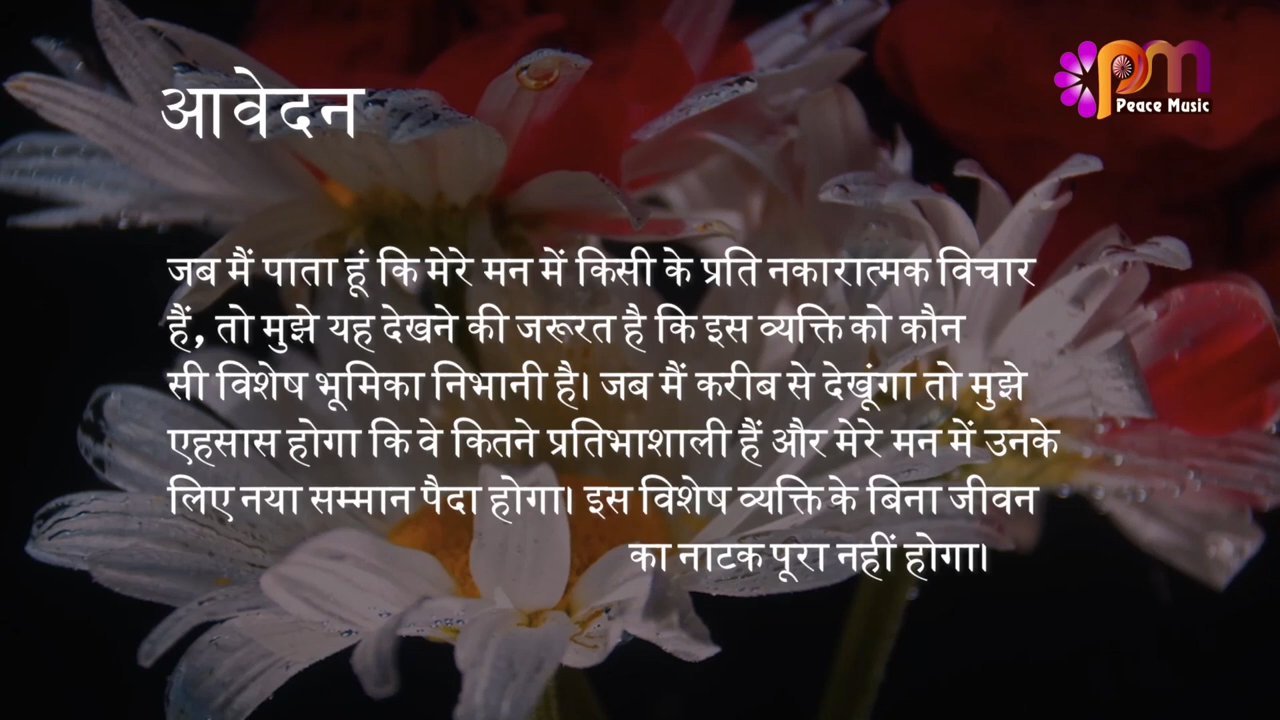 pm
Peace Music
आवेदन
जब मैं पाता हूं कि मेरे मन में किसी के प्रति नकारात्मक विचार
हैं, तो मुझे यह देखने की जरूरत है कि इस व्यक्ति को कौन
सी विशेष भूमिका निभानी है। जब मैं करीब से देखूंगा तो मुझे
एहसास होगा कि वे कितने प्रतिभाशाली हैं और मेरे मन में उनके
लिए नया सम्मान पैदा होगा। इस विशेष व्यक्ति के बिना जीवन
का नाटक पूरा नहीं होगा।